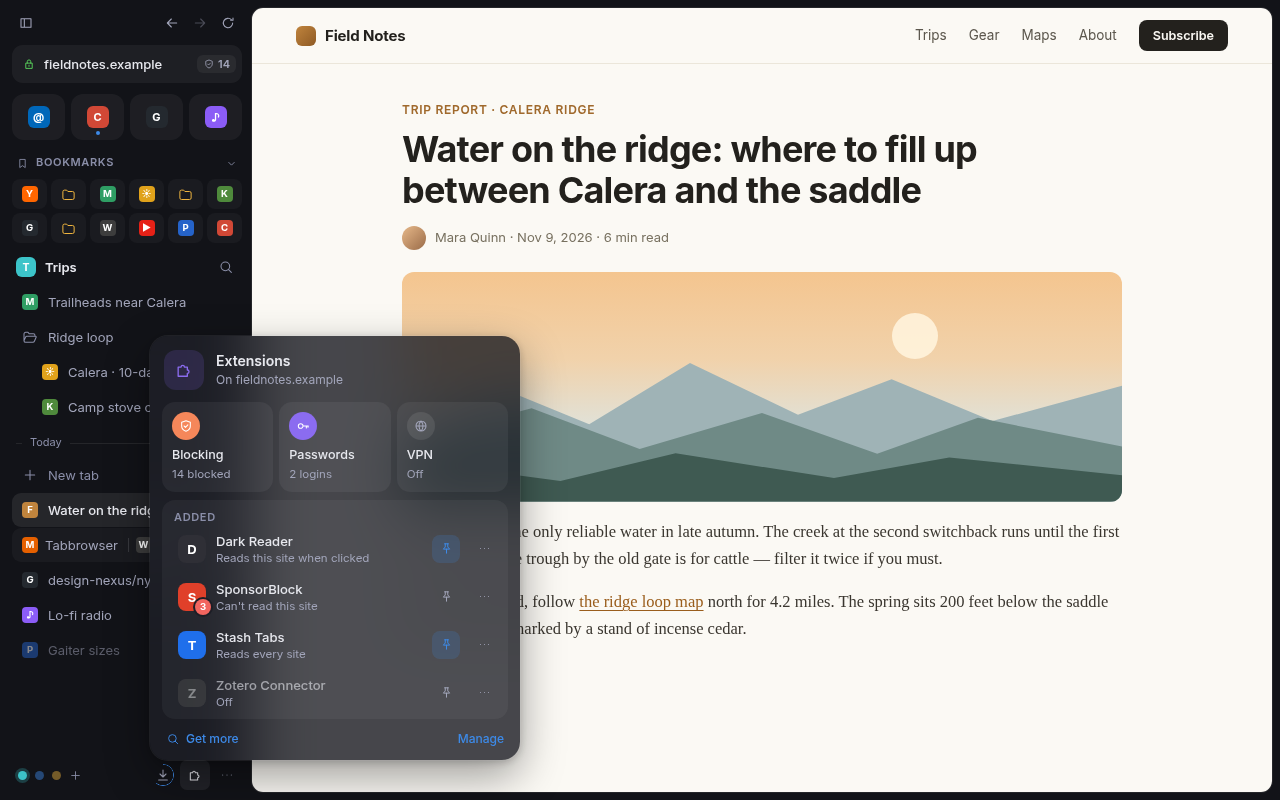 fieldnotes.example 14
@ C G
BOOKMARKS
Y M K
G W P C
T Trips
M Trailheads near Calera
Ridge loop
Calera · 10-da
K Camp stove c
Today
New tab
F Water on the ridg
M Tabbrowser W
G design-nexus/ny
Lo-fi radio
P Gaiter sizes
Extensions
On fieldnotes.example
Blocking
14 blocked
Passwords
2 logins
VPN
Off
ADDED
D Dark Reader
Reads this site when clicked
S 3 SponsorBlock
Can't read this site
T Stash Tabs
Reads every site
Z Zotero Connector
Off
Get more Manage
Field Notes Trips Gear Maps About Subscribe
TRIP REPORT · CALERA RIDGE
Water on the ridge: where to fill up
between Calera and the saddle
Mara Quinn · Nov 9, 2026 · 6 min read
only reliable water in late autumn. The creek at the second switchback runs until the first
trough by the old gate is for cattle — filter it twice if you must.
follow the ridge loop map north for 4.2 miles. The spring sits 200 feet below the saddle
by a stand of incense cedar.